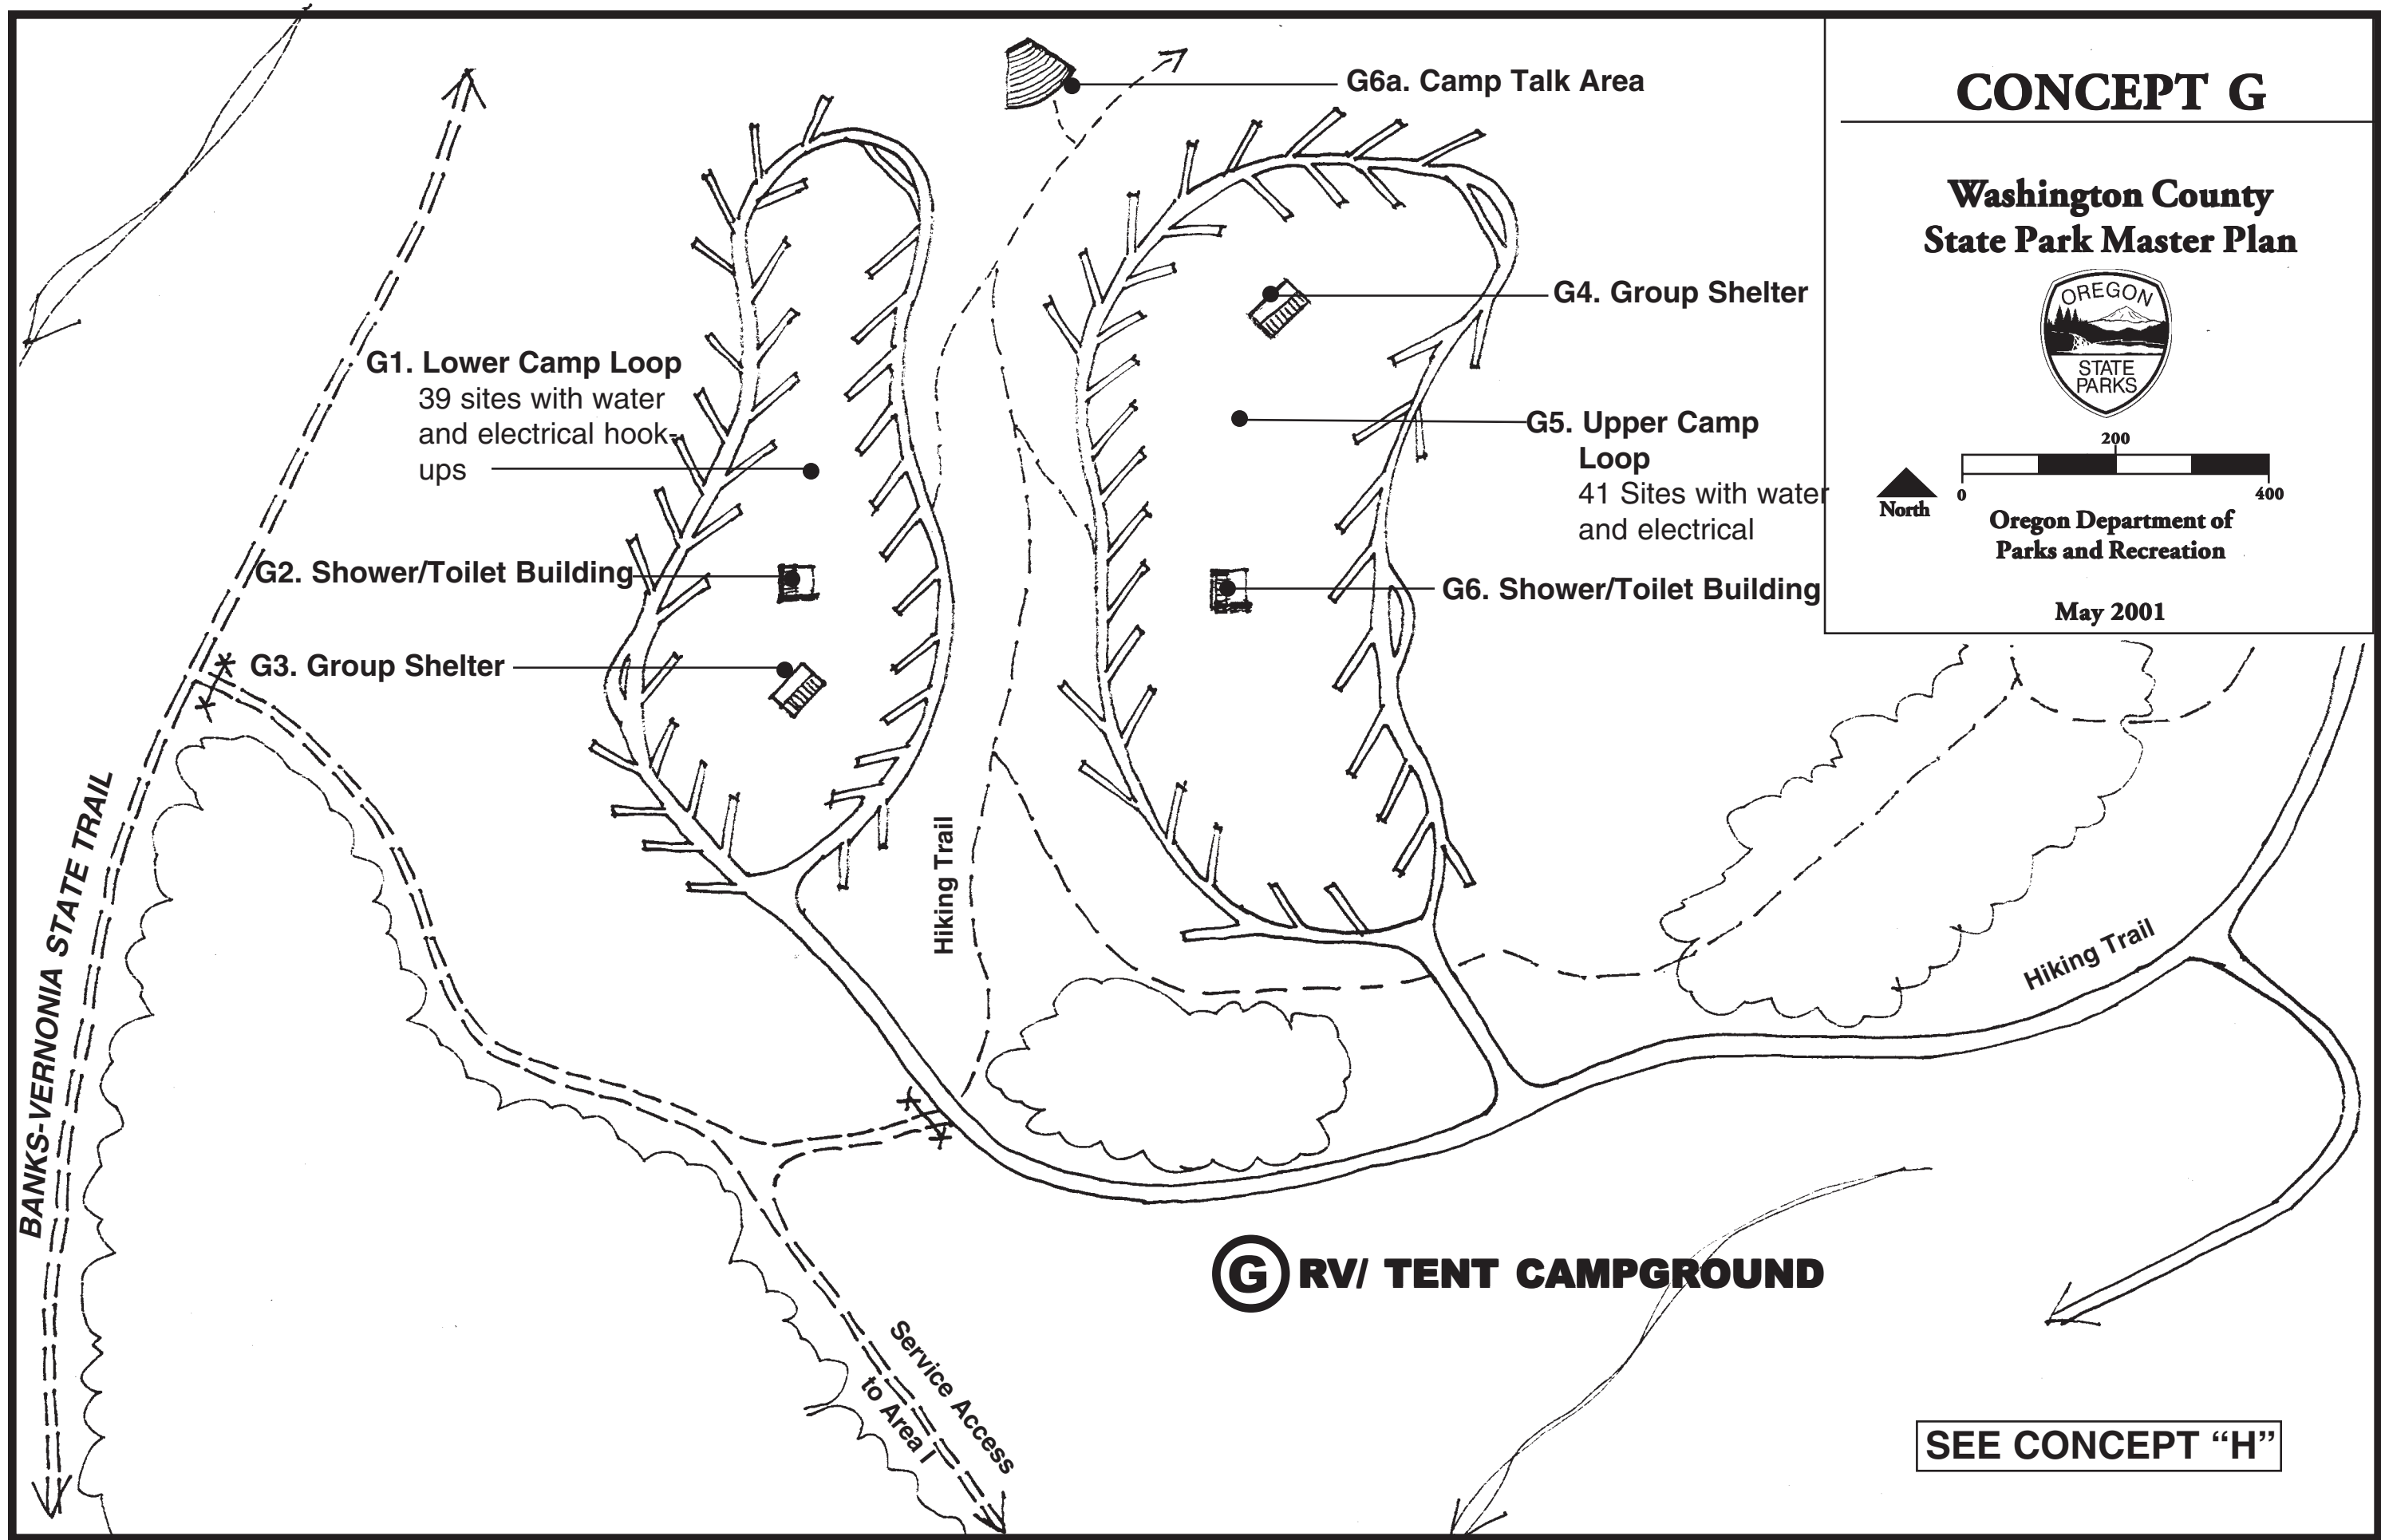 G6a. Camp Talk Area
CONCEPT G
Washington County
State Park Master Plan
OREGON
STATE
PARKS
200
0
400
North
Oregon Department of
Parks and Recreation
May 2001
G4. Group Shelter
G1. Lower Camp Loop
39 sites with water
and electrical hook-
ups
G5. Upper Camp
Loop
41 Sites with water
and electrical
G2. Shower/Toilet Building
G6. Shower/Toilet Building
G3. Group Shelter
BANKS-VERNONIA STATE TRAIL
Hiking Trail
Hiking Trail
G RV/ TENT CAMPGROUND
Service Access
to Area I
SEE CONCEPT “H”